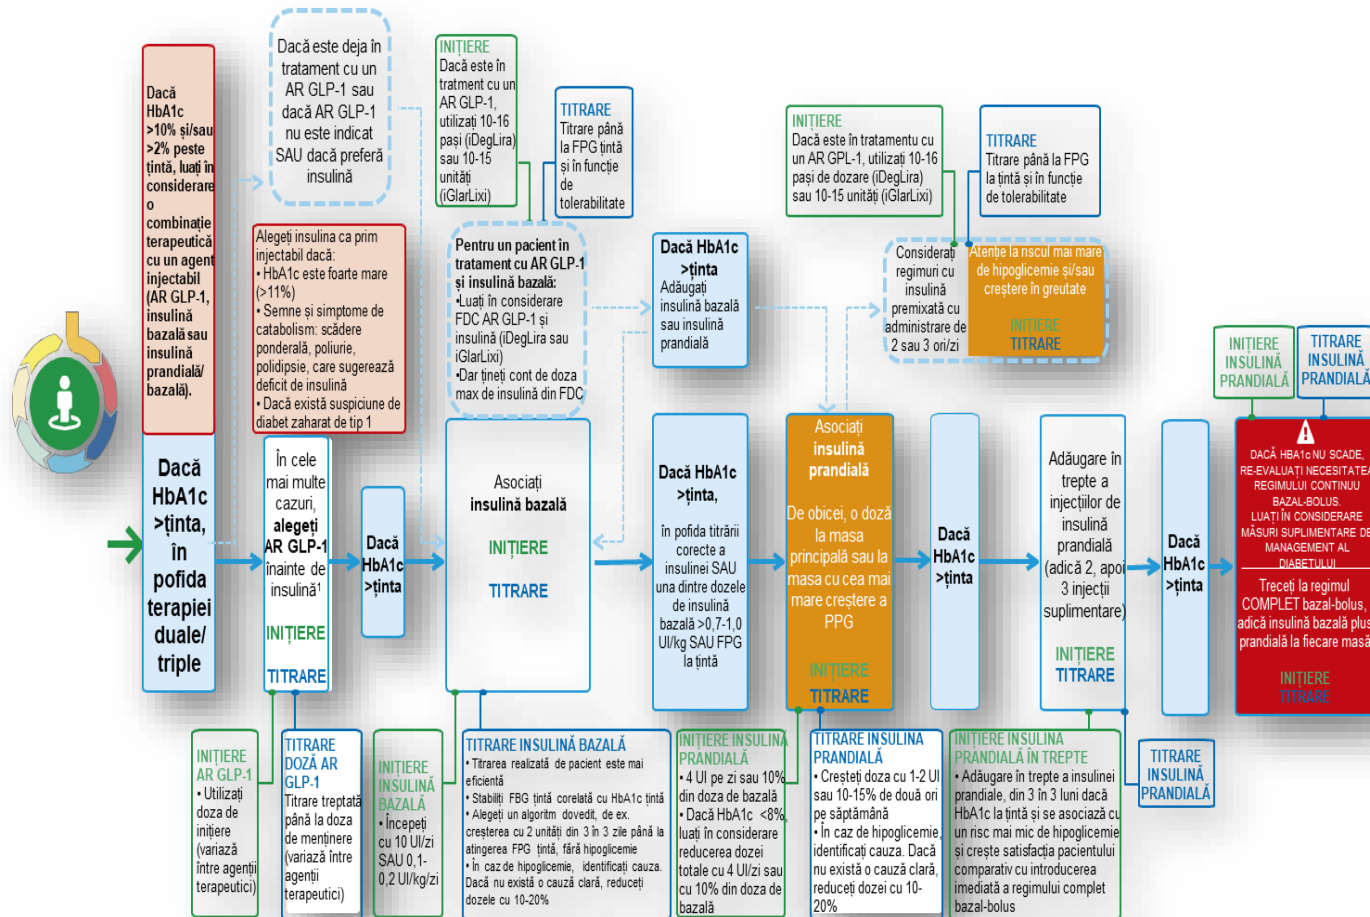 Dacă
HbA1c
>10% și/sau
>2% peste
țintă, luați în
considerare
o
combinație
terapeutică
cu un agent
injectabil
(AR GLP-1,
insulină
bazală sau
insulină
prandială/
bazală).
Dacă
HbA1c
>ținta,
în
pofida
terapiei
duale/
triple
Dacă este deja în
tratament cu un
AR GLP-1 sau
dacă AR GLP-1
nu este indicat
SAU dacă preferă
insulină
Alegeți insulina ca prim
injectabil dacă:
• HbA1c este foarte mare
(>11%)
• Semne și simptome de
catabolism: scădere
ponderală, poliurie,
polidipsie, care sugerează
deficit de insulină
• Dacă există suspiciune de
diabet zaharat de tip 1
În cele
mai multe
cazuri,
alegeți
AR GLP-1
înainte de
insulină¹
INIȚIERE
TITRARE
Dacă
HbA1c
>ținta
INIȚIERE
Dacă este în
tratment cu un
AR GLP-1,
utilizați 10-16
pași (iDegLira)
sau 10-15
unități
(iGlarLixi)
TITRARE
Titrare până
la FPG țintă
și în funcție
de
tolerabilitate
Pentru un pacient în
tratament cu AR GLP-1
și insulină bazală:
•Luați în considerare
FDC AR GLP-1 și
insulină (iDegLira sau
iGlarLixi)
•Dar țineți cont de doza
max de insulină din FDC
Asociați
insulină bazală
INIȚIERE
TITRARE
Dacă HbA1c
>ținta
Adăugați
insulină bazală
sau insulină
prandială
Dacă HbA1c
>ținta,
în pofida titrării
corecte a
insulinei SAU
una dintre dozele
de insulină
bazală >0,7-1,0
UI/kg SAU FPG
la țintă
INIȚIERE
Dacă este în tratamentu cu
un AR GPL-1, utilizați 10-16
pași de dozare (iDegLira)
sau 10-15 unități (iGlarLixi)
TITRARE
Titrare până la FPG
la țintă și în funcție
de tolerabilitate
Considerați
regimuri cu
insulină
premixată cu
administrare de
2 sau 3 ori/zi
Atenție la riscul mai mare
de hipoglicemie și/sau
creștere în greutate
INIȚIERE
TITRARE
Asociați
insulină
prandială
De obicei, o doză
la masa
principală sau la
masa cu cea mai
mare creștere a
PPG
INIȚIERE
TITRARE
Dacă
HbA1c
>ținta
Adăugare în
trepte a
injecțiilor de
insulină
prandială
(adică 2, apoi
3 injecții
suplimentare)
INIȚIERE
TITRARE
Dacă
HbA1c
>ținta
INIȚIERE
INSULINĂ
PRANDIALĂ
TITRARE
INSULINĂ
PRANDIALĂ
DACĂ HBA1c NU SCADE,
RE-EVALUAȚI NECESITATEA
REGIMULUI CONTINUU
BAZAL-BOLUS.
LUAȚI ÎN CONSIDERARE
MĂSURI SUPLIMENTARE DE
MANAGEMENT AL
DIABETULUI
Treceți la regimul
COMPLET bazal-bolus,
adică insulină bazală plus
prandială la fiecare masă
INIȚIERE
TITRARE
INIȚIERE
AR GLP-1
• Utilizați
doza de
inițiere
(variază
între agenții
terapeutici)
TITRARE
DOZĂ AR
GLP-1
Titrare treptată
până la doza
de menținere
(variază între
agenții
terapeutici)
INIȚIERE
INSULINĂ
BAZALĂ
• Începeți
cu 10 UI/zi
SAU 0,1-
0,2 UI/kg/zi
TITRARE INSULINĂ BAZALĂ
• Titrarea realizată de pacient este mai
eficientă
• Stabiliți FBG țintă corelată cu HbA1c țintă
• Alegeți un algoritm dovedit, de ex.
creșterea cu 2 unități din 3 în 3 zile până la
atingerea FPG țintă, fără hipoglicemie
• În caz de hipoglicemie, identificați cauza.
Dacă nu există o cauză clară, reduceți
dozele cu 10-20%
INIȚIERE INSULINA
PRANDIALĂ
• 4 UI pe zi sau 10%
din doza de bazală
• Dacă HbA1c <8%,
luați în considerare
reducerea dozei
totale cu 4 UI/zi sau
cu 10% din doza de
bazală
TITRARE INSULINA
PRANDIALĂ
• Creșteți doza cu 1-2 UI
sau 10-15% de două ori
pe săptămână
• În caz de hipoglicemie,
identificați cauza. Dacă
nu există o cauză clară,
reduceți dozei cu 10-
20%
INIȚIERE INSULINA
PRANDIALĂ ÎN TREPTE
• Adăugare în trepte a insulinei
prandiale, din 3 în 3 luni dacă
HbA1c la țintă și se asociază cu
un risc mai mic de hipoglicemie
și crește satisfacția pacientului
comparativ cu introducerea
imediată a regimului complet
bazal-bolus
TITRARE
INSULINĂ
PRANDIALĂ